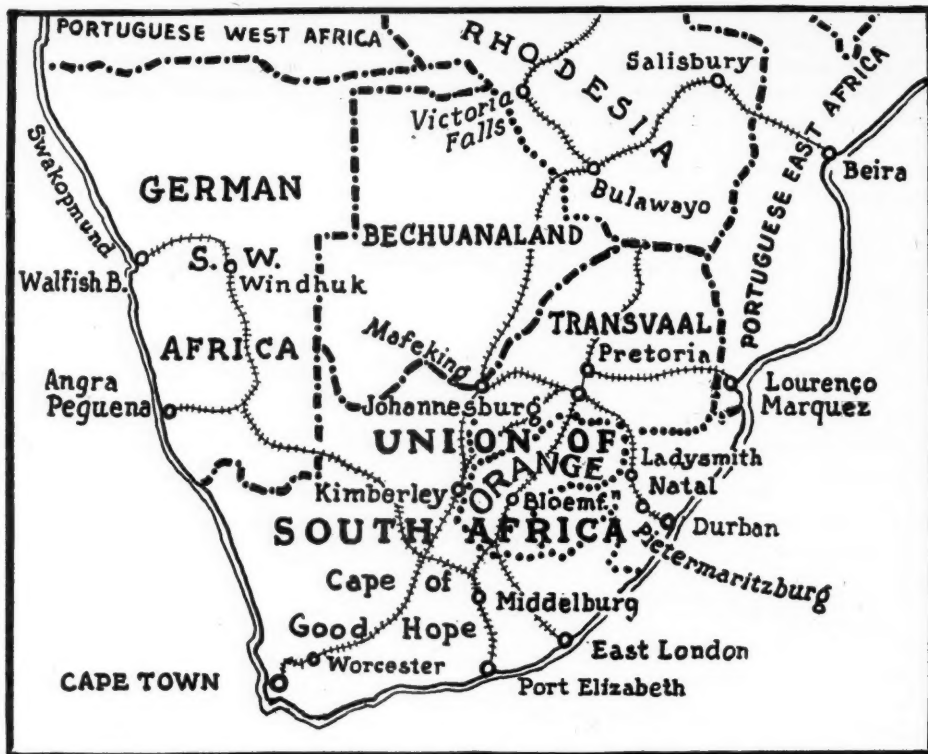 PORTUGUESE WEST AFRICA
RHODESIA
Salisbury
Victoria
Falls
PORTUGUESE EAST AFRICA
Beira
Bulawayo
Swakopmund
GERMAN
BECHUANALAND
S. W.
Walfish B.
Windhuk
AFRICA
Mafeking
TRANSVAAL
Pretoria
Angra
Peguena
Johannesburg
Lourenço
Marquez
UNION OF
ORANGE
Ladysmith
Natal
Kimberley
Bloemf.n
SOUTH AFRICA
Durban
Pietermaritzburg
Cape of
Middelburg
Good Hope
East London
Worcester
CAPE TOWN
Port Elizabeth